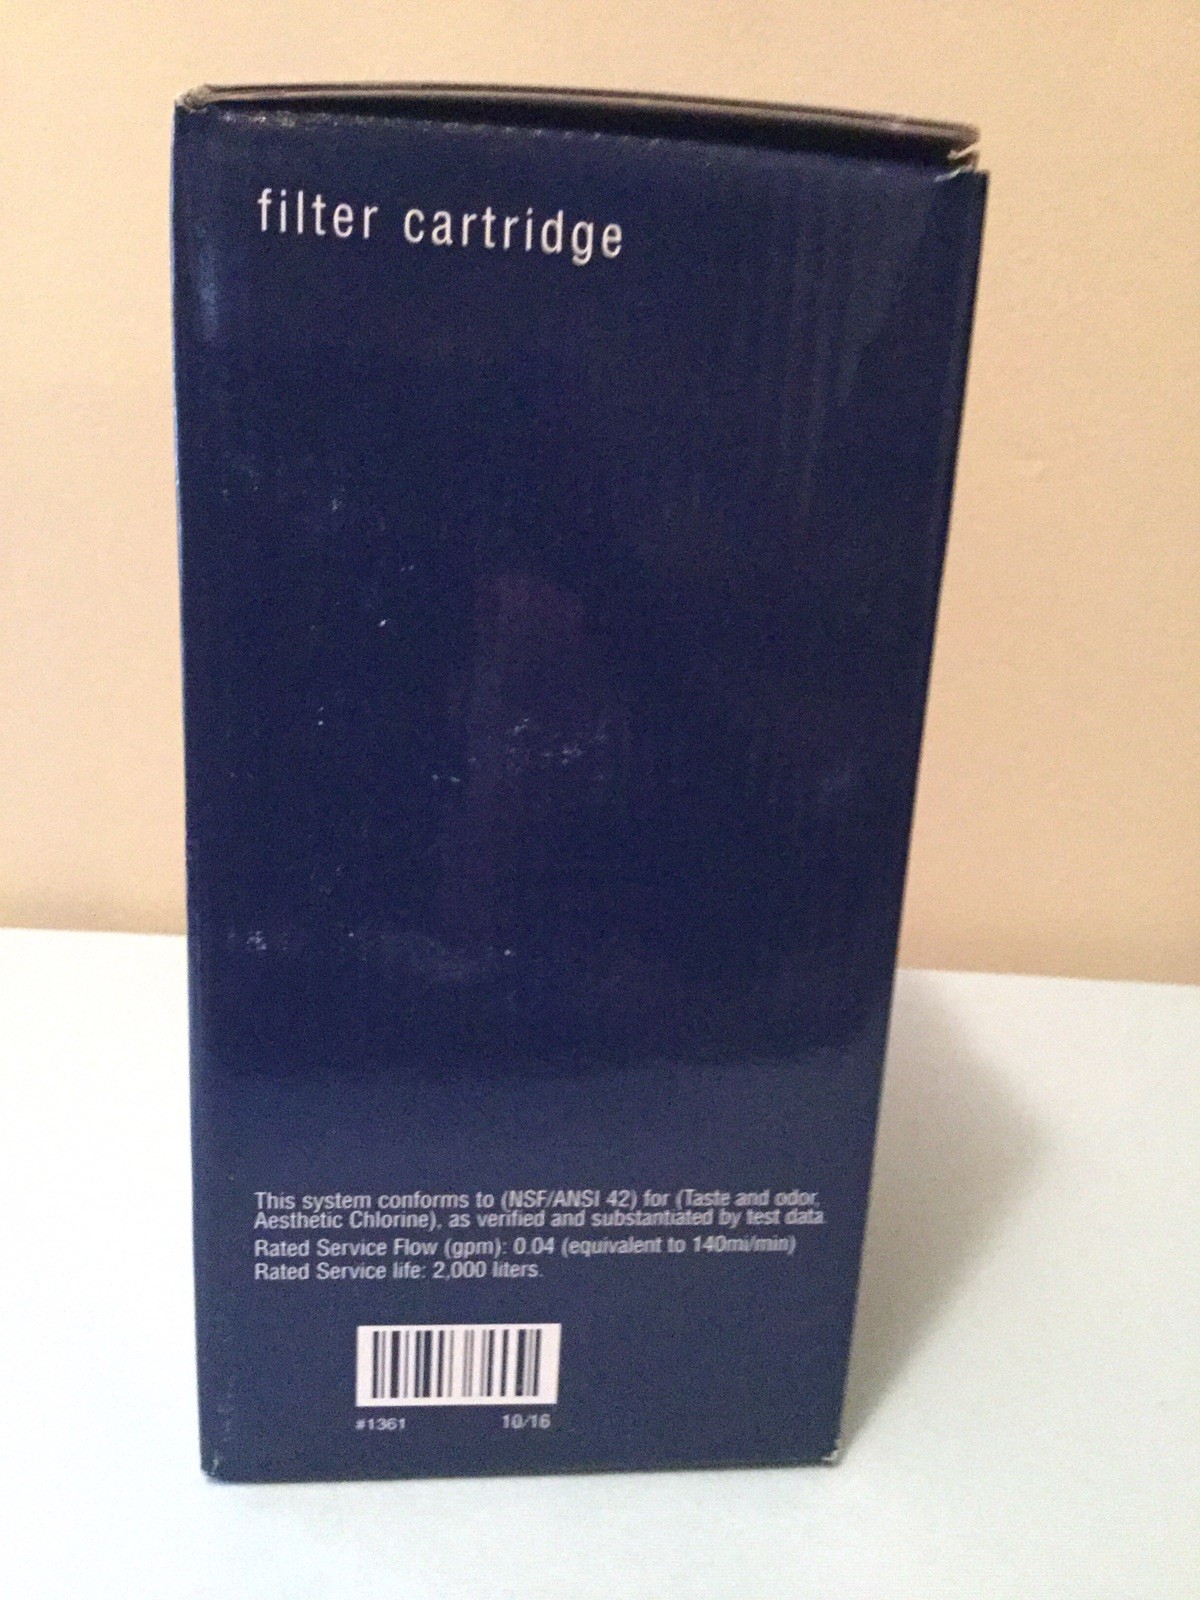 filter cartridge
This system conforms to (NSF/ANSI 42) for (Taste and odor,
Aesthetic Chlorine), as verified and substantiated by test data.
Rated Service Flow (gpm): 0.04 (equivalent to 140ml/min)
Rated Service life: 2,000 liters.
#1361 10/16